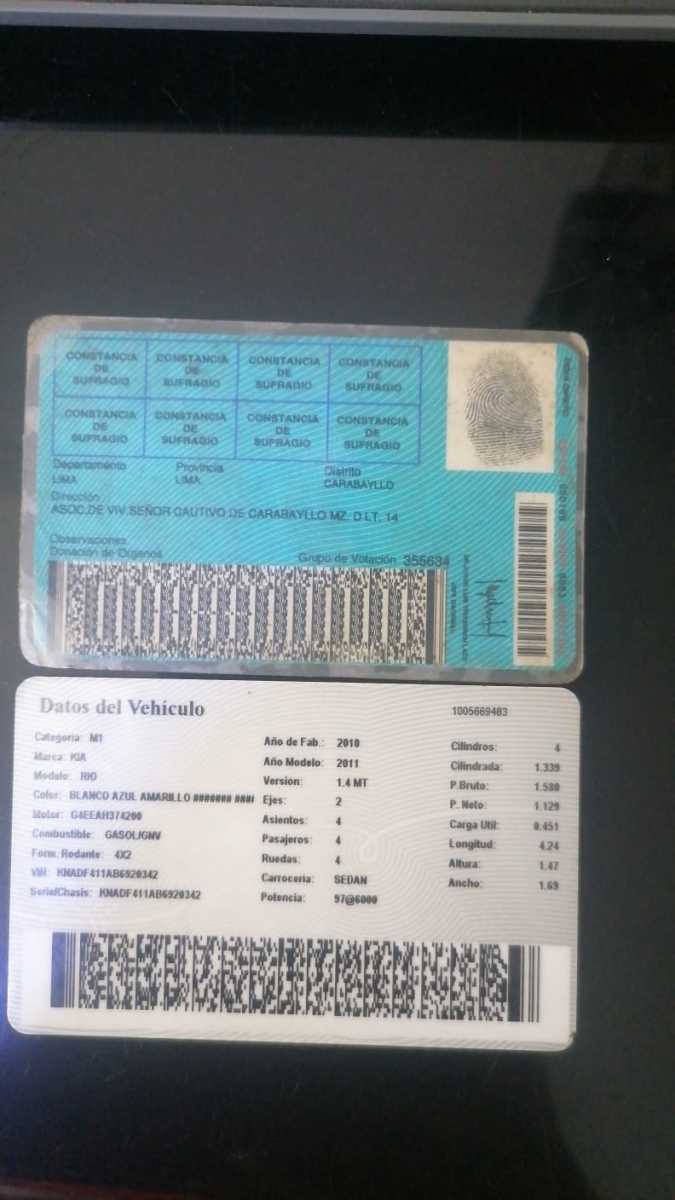 CONSTANCIA DE SUFRAGIO CONSTANCIA DE SUFRAGIO CONSTANCIA DE SUFRAGIO CONSTANCIA DE SUFRAGIO
CONSTANCIA DE SUFRAGIO CONSTANCIA DE SUFRAGIO CONSTANCIA DE SUFRAGIO CONSTANCIA DE SUFRAGIO
Departamento Provincia Distrito
LIMA LIMA CARABAYLLO
Dirección
ASOC.DE VIV.SEÑOR CAUTIVO DE CARABAYLLO MZ. D LT. 14
Observaciones
Donación de Organos Grupo de Votación 355634
Datos del Vehículo 1005669483
Categoria: M1 Año de Fab.: 2010 Cilindros: 4
Marca: KIA Año Modelo: 2011 Cilindrada: 1.339
Modelo: RIO Version: 1.4 MT P.Bruto: 1.580
Color: BLANCO AZUL AMARILLO ####### #### Ejes: 2 P. Neto: 1.129
Motor: G4EEAH374200 Asientos: 4 Carga Util: 0.451
Combustible: GASOL/GNV Pasajeros: 4 Longitud: 4.24
Form. Rodante: 4X2 Ruedas: 4 Altura: 1.47
VIN: KNADF411AB6920342 Carroceria: SEDAN Ancho: 1.69
Serie/Chasis: KNADF411AB6920342 Potencia: 97@6000